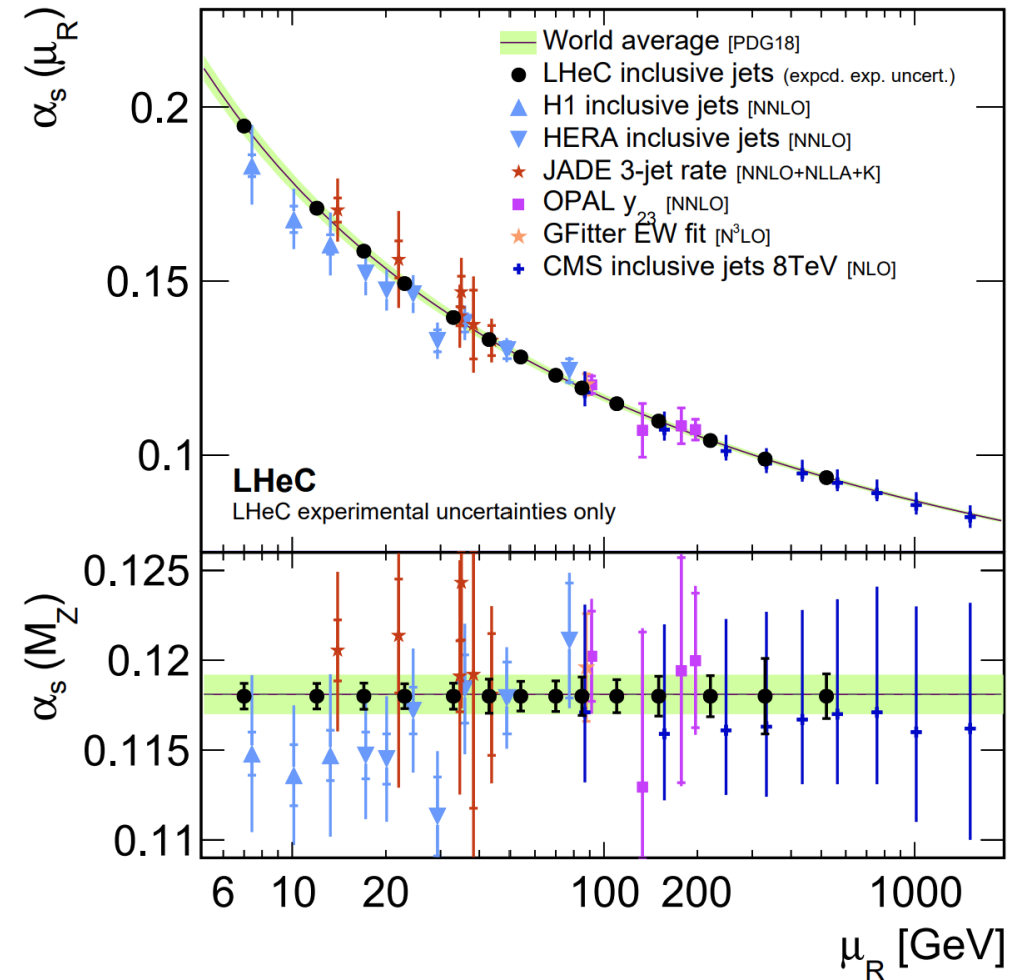 α_s (μ_R)
0.2
0.15
0.1
World average [PDG18]
LHeC inclusive jets (expcd. exp. uncert.)
H1 inclusive jets [NNLO]
HERA inclusive jets [NNLO]
JADE 3-jet rate [NNLO+NLLA+K]
OPAL y_23 [NNLO]
GFitter EW fit [N³LO]
CMS inclusive jets 8TeV [NLO]
LHeC
LHeC experimental uncertainties only
α_s (M_Z)
0.125
0.12
0.115
0.11
6 10 20 100 200 1000
μ_R [GeV]